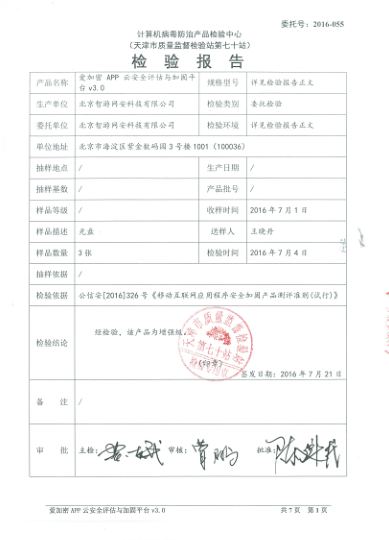 委托号：2016-055
计算机病毒防治产品检验中心
（天津市质量监督检验站第七十站）
检 验 报 告
产品名称 爱加密 APP 云安全评估与加固平台 v3.0 规格型号 详见检验报告正文
生产单位 北京智游网安科技有限公司 检验类别 委托检验
委托单位 北京智游网安科技有限公司 检验环境 详见检验报告正文
单位地址 北京市海淀区紫金数码园 3 号楼 1001（100036）
抽样地点 / 生产日期 /
抽样基数 / 产品批号 /
样品等级 / 收样时间 2016 年 7 月 1 日
样品描述 光盘 送样人 王晓丹
样品数量 3 张 检验时间 2016 年 7 月 4 日
抽样依据 /
检验依据 公信安[2016]326 号《移动互联网应用程序安全加固产品测评准则(试行)》
检验结论 经检验，该产品为增强级。
天津市质量监督检验站
第七十站
签发日期：2016 年 7 月 21 日
备 注 /
审 批 主检： 审核： 批准：
爱加密 APP 云安全评估与加固平台 v3.0 共 7 页 第 1 页